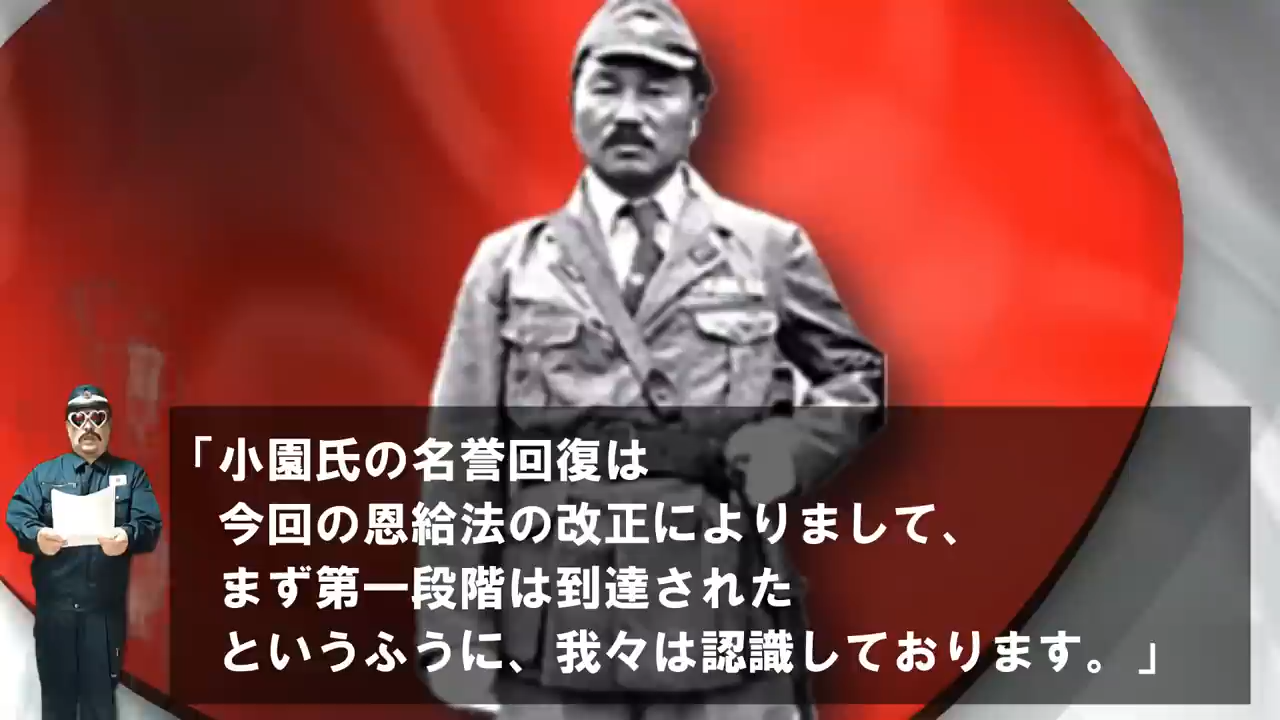 「小園氏の名誉回復は
今回の恩給法の改正によりまして、
まず第一段階は到達された
というふうに、我々は認識しております。」